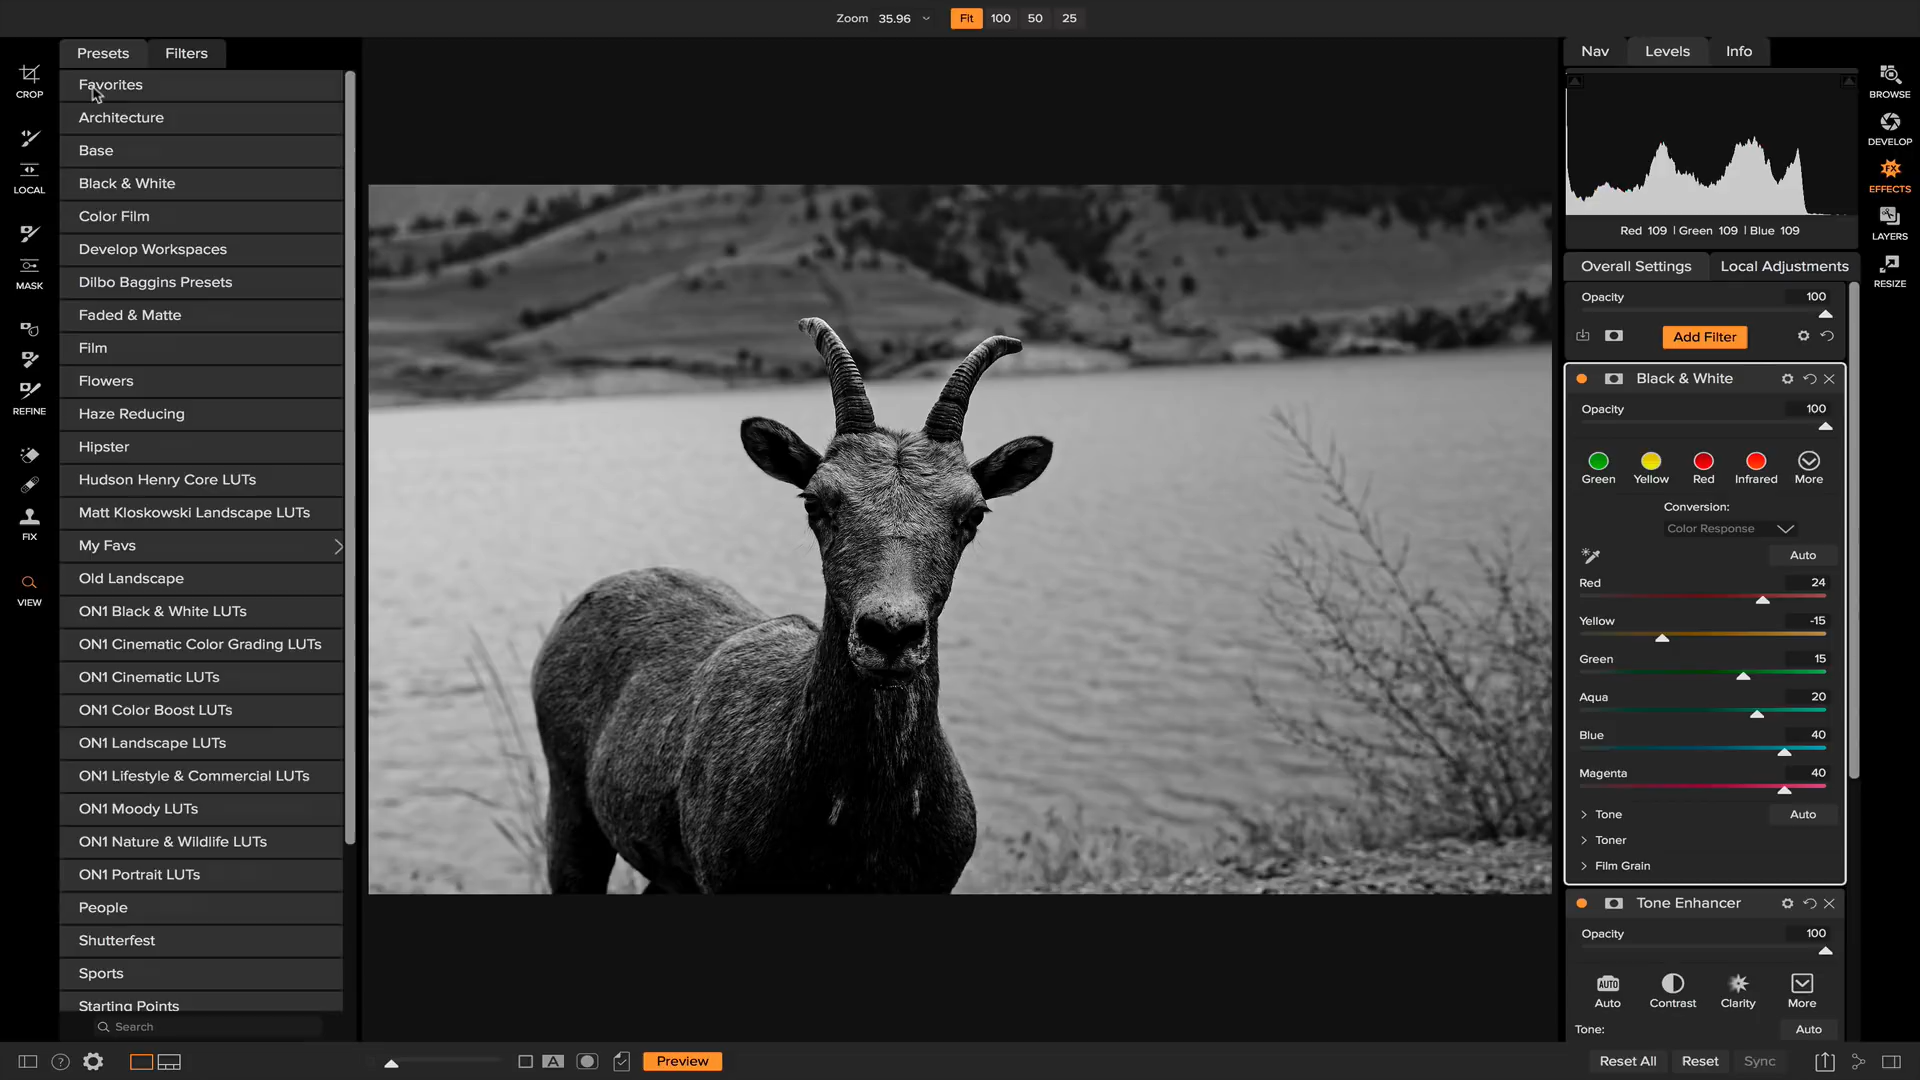 Zoom 35.96 Fit 100 50 25
Presets Filters
Favorites
Architecture
Base
Black & White
Color Film
Develop Workspaces
Dilbo Baggins Presets
Faded & Matte
Film
Flowers
Haze Reducing
Hipster
Hudson Henry Core LUTs
Matt Kloskowski Landscape LUTs
My Favs
Old Landscape
ON1 Black & White LUTs
ON1 Cinematic Color Grading LUTs
ON1 Cinematic LUTs
ON1 Color Boost LUTs
ON1 Landscape LUTs
ON1 Lifestyle & Commercial LUTs
ON1 Moody LUTs
ON1 Nature & Wildlife LUTs
ON1 Portrait LUTs
People
Shutterfest
Sports
Starting Points
Search
CROP
LOCAL
MASK
REFINE
FIX
VIEW
Nav Levels Info
Red 109 | Green 109 | Blue 109
Overall Settings Local Adjustments
Opacity 100
Add Filter
Black & White
Opacity 100
Green Yellow Red Infrared More
Conversion:
Color Response
Auto
Red 24
Yellow -15
Green 15
Aqua 20
Blue 40
Magenta 40
Tone Auto
Toner
Film Grain
Tone Enhancer
Opacity 100
AUTO
Auto Contrast Clarity More
Tone: Auto
BROWSE
DEVELOP
EX
EFFECTS
LAYERS
RESIZE
? A Preview Reset All Reset Sync